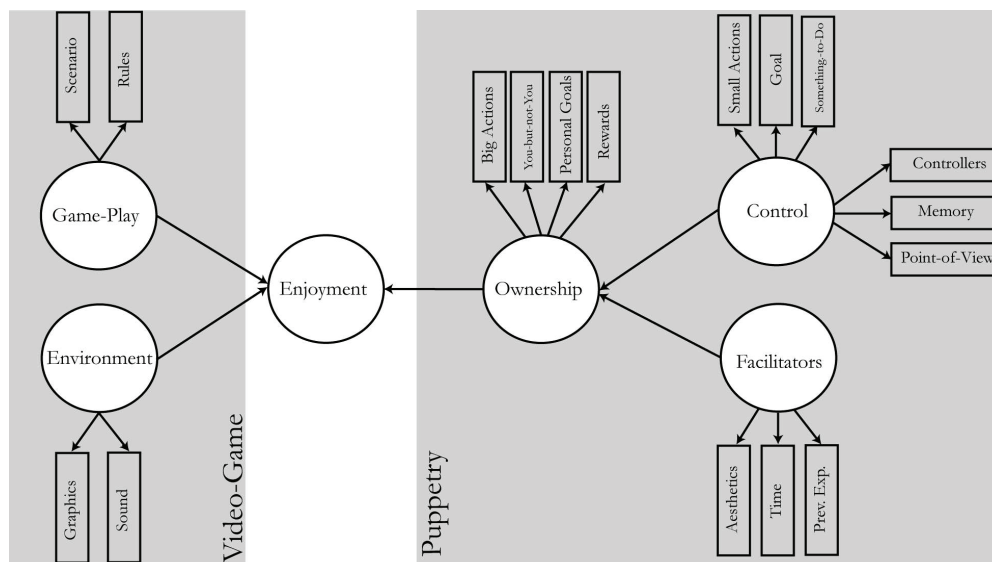 Scenario
Rules
Game-Play
Environment
Graphics
Sound
Video-Game
Enjoyment
Puppetry
Big Actions
You-but-not-You
Personal Goals
Rewards
Ownership
Small Actions
Goal
Something-to-Do
Control
Controllers
Memory
Point-of-View
Facilitators
Aesthetics
Time
Prev. Exp.